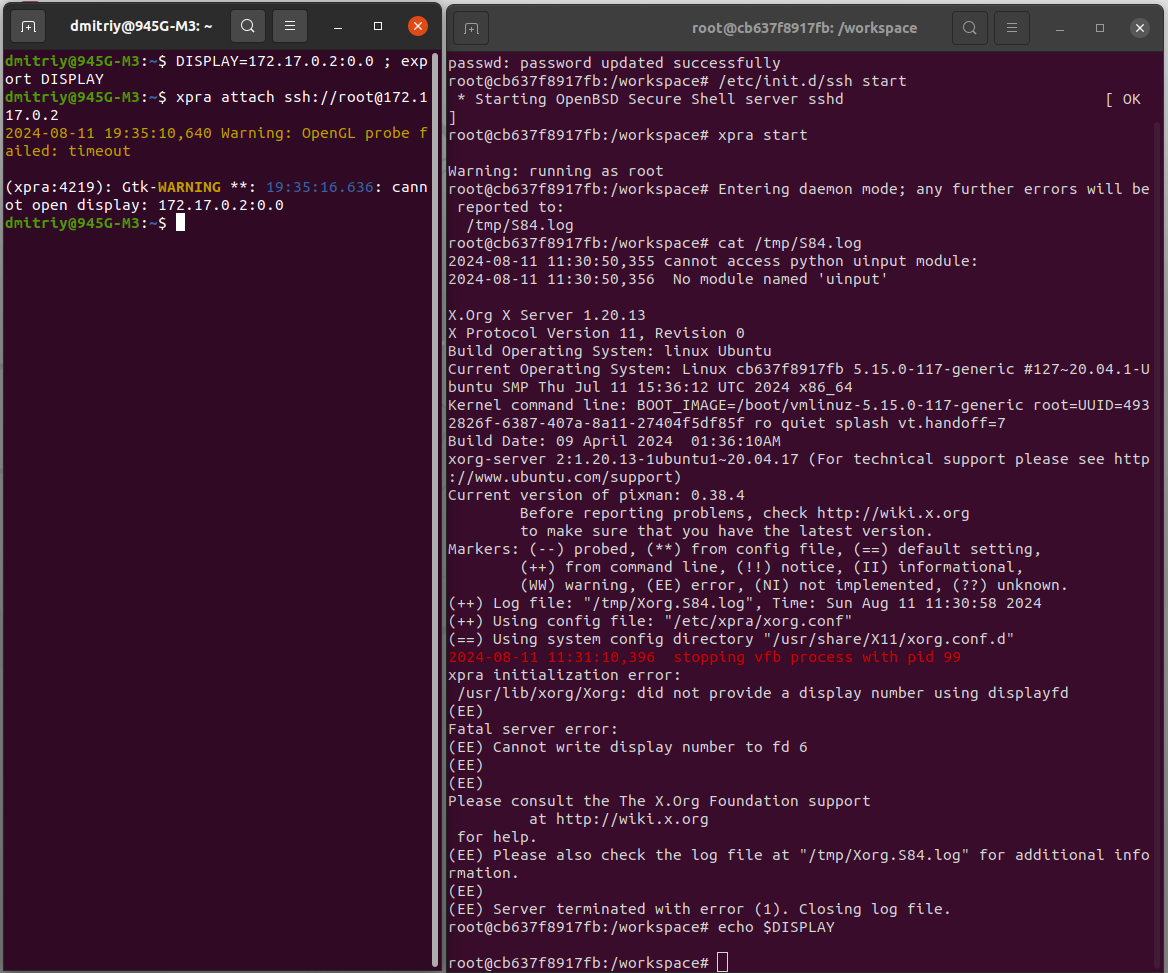 dmitriy@945G-M3: ~
dmitriy@945G-M3:~$ DISPLAY=172.17.0.2:0.0 ; exp
ort DISPLAY
dmitriy@945G-M3:~$ xpra attach ssh://root@172.1
17.0.2
2024-08-11 19:35:10,640 Warning: OpenGL probe f
ailed: timeout
(xpra:4219): Gtk-WARNING **: 19:35:16.636: cann
ot open display: 172.17.0.2:0.0
dmitriy@945G-M3:~$
root@cb637f8917fb: /workspace
passwd: password updated successfully
root@cb637f8917fb:/workspace# /etc/init.d/ssh start
 * Starting OpenBSD Secure Shell server sshd                             [ OK
]
root@cb637f8917fb:/workspace# xpra start
Warning: running as root
root@cb637f8917fb:/workspace# Entering daemon mode; any further errors will be
 reported to:
  /tmp/S84.log
root@cb637f8917fb:/workspace# cat /tmp/S84.log
2024-08-11 11:30:50,355 cannot access python uinput module:
2024-08-11 11:30:50,356  No module named 'uinput'
X.Org X Server 1.20.13
X Protocol Version 11, Revision 0
Build Operating System: linux Ubuntu
Current Operating System: Linux cb637f8917fb 5.15.0-117-generic #127~20.04.1-U
buntu SMP Thu Jul 11 15:36:12 UTC 2024 x86_64
Kernel command line: BOOT_IMAGE=/boot/vmlinuz-5.15.0-117-generic root=UUID=493
2826f-6387-407a-8a11-27404f5df85f ro quiet splash vt.handoff=7
Build Date: 09 April 2024  01:36:10AM
xorg-server 2:1.20.13-1ubuntu1~20.04.17 (For technical support please see http
://www.ubuntu.com/support)
Current version of pixman: 0.38.4
        Before reporting problems, check http://wiki.x.org
        to make sure that you have the latest version.
Markers: (--) probed, (**) from config file, (==) default setting,
        (++) from command line, (!!) notice, (II) informational,
        (WW) warning, (EE) error, (NI) not implemented, (??) unknown.
(++) Log file: "/tmp/Xorg.S84.log", Time: Sun Aug 11 11:30:58 2024
(++) Using config file: "/etc/xpra/xorg.conf"
(==) Using system config directory "/usr/share/X11/xorg.conf.d"
2024-08-11 11:31:10,396  stopping vfb process with pid 99
xpra initialization error:
 /usr/lib/xorg/Xorg: did not provide a display number using displayfd
(EE)
Fatal server error:
(EE) Cannot write display number to fd 6
(EE)
(EE)
Please consult the The X.Org Foundation support
         at http://wiki.x.org
 for help.
(EE) Please also check the log file at "/tmp/Xorg.S84.log" for additional info
rmation.
(EE)
(EE) Server terminated with error (1). Closing log file.
root@cb637f8917fb:/workspace# echo $DISPLAY
root@cb637f8917fb:/workspace#